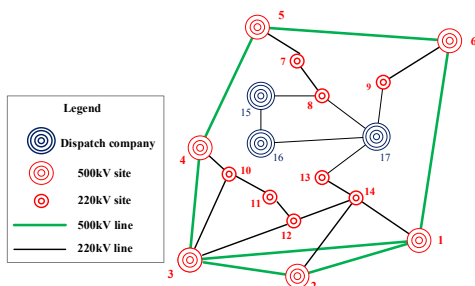 5
6
7
9
Legend
15
8
Dispatch company
16
17
500kV site
4
10
13
220kV site
11
14
500kV line
12
220kV line
1
3
2